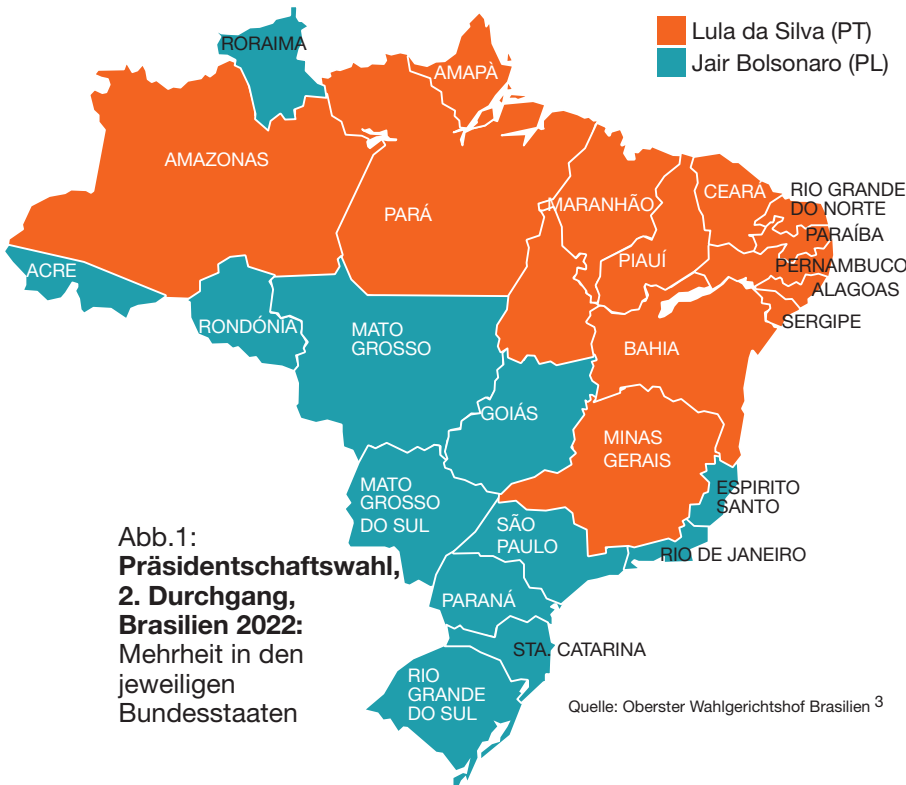 Lula da Silva (PT)
Jair Bolsonaro (PL)
RORAIMA
AMAPÀ
AMAZONAS
PARÁ
MARANHÃO
CEARÁ
RIO GRANDE
DO NORTE
PARAÍBA
PIAUÍ
PERNAMBUCO
ALAGOAS
SERGIPE
ACRE
RONDÓNIA
MATO
GROSSO
BAHIA
GOIÁS
MINAS
GERAIS
MATO
GROSSO
DO SUL
ESPIRITO
SANTO
SÃO
PAULO
RIO DE JANEIRO
PARANÁ
STA. CATARINA
RIO
GRANDE
DO SUL
Abb.1:
Präsidentschaftswahl,
2. Durchgang,
Brasilien 2022:
Mehrheit in den
jeweiligen
Bundesstaaten
Quelle: Oberster Wahlgerichtshof Brasilien 3